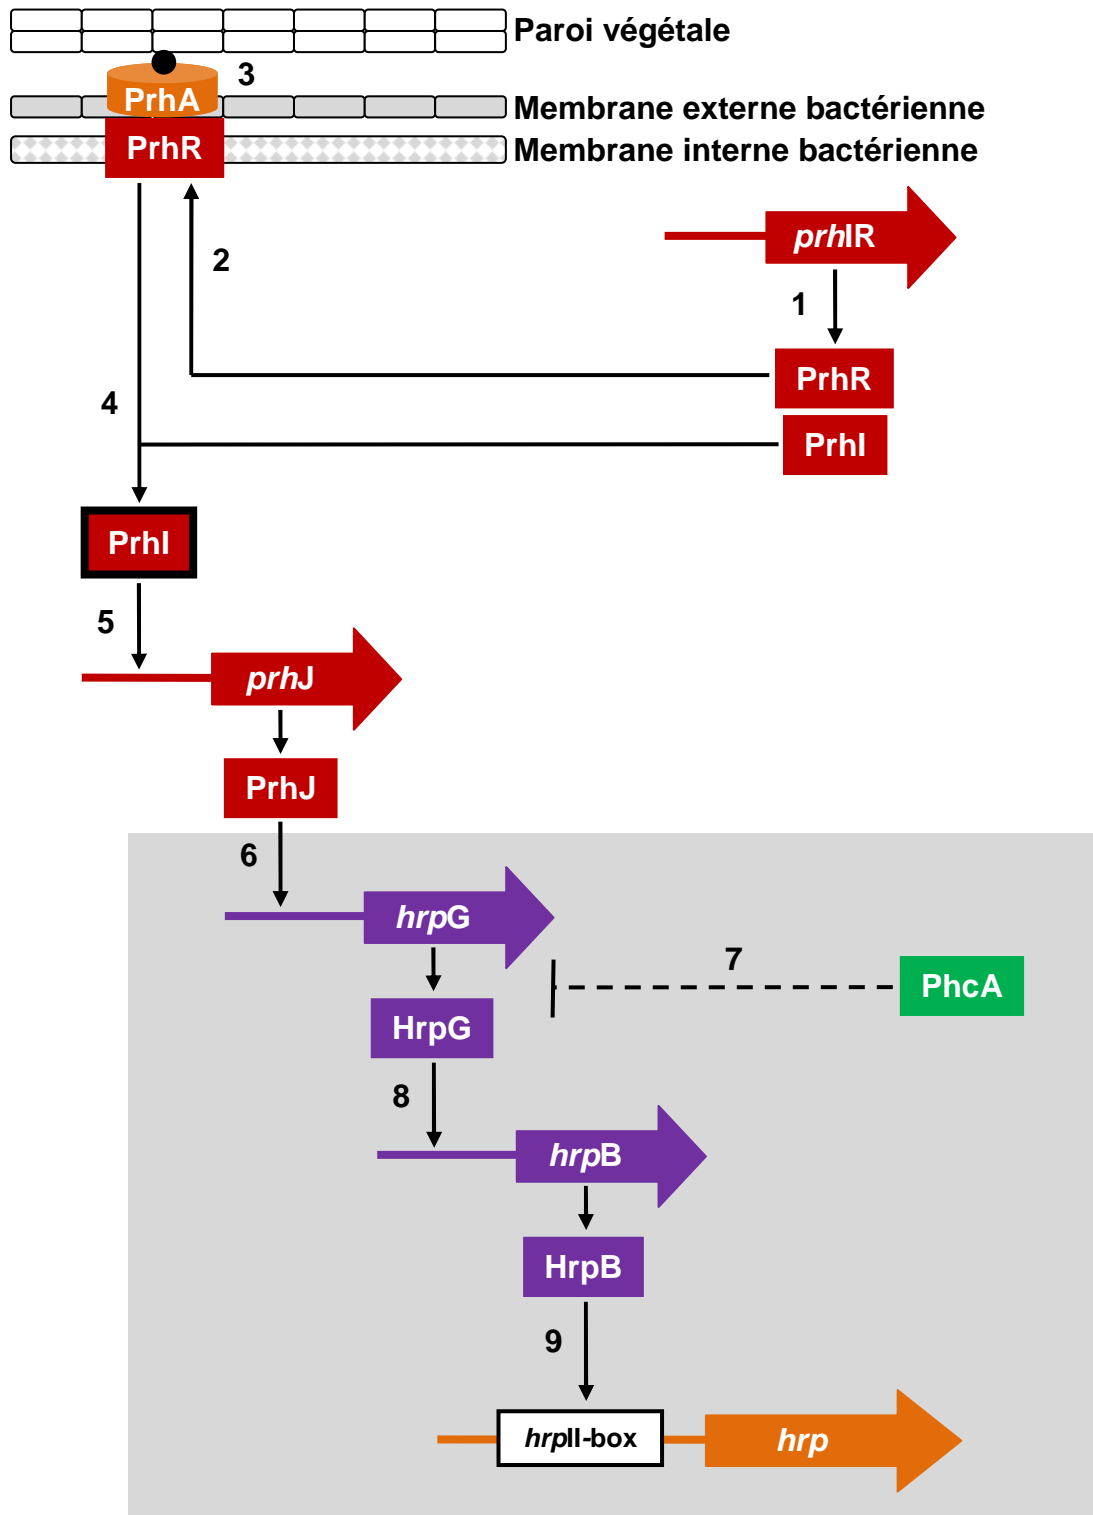 Paroi végétale
3
PrhA
Membrane externe bactérienne
PrhR
Membrane interne bactérienne
prhIR
2
1
PrhR
4
PrhI
PrhI
5
prhJ
PrhJ
6
hrpG
7
PhcA
HrpG
8
hrpB
HrpB
9
hrpII-box
hrp